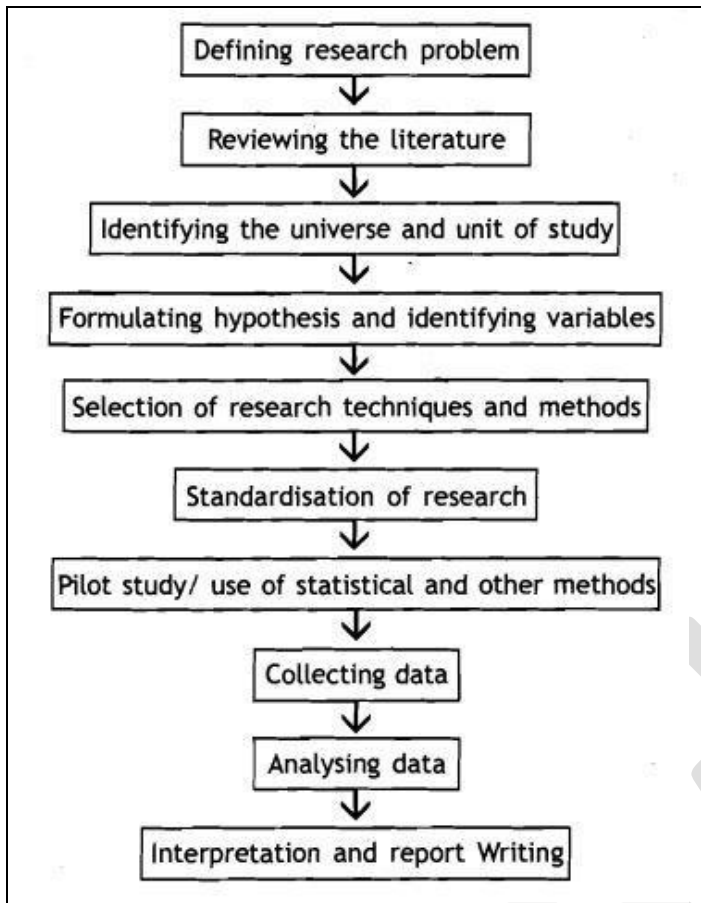 Defining research problem
Reviewing the literature
Identifying the universe and unit of study
Formulating hypothesis and identifying variables
Selection of research techniques and methods
Standardisation of research
Pilot study/ use of statistical and other methods
Collecting data
Analysing data
Interpretation and report Writing